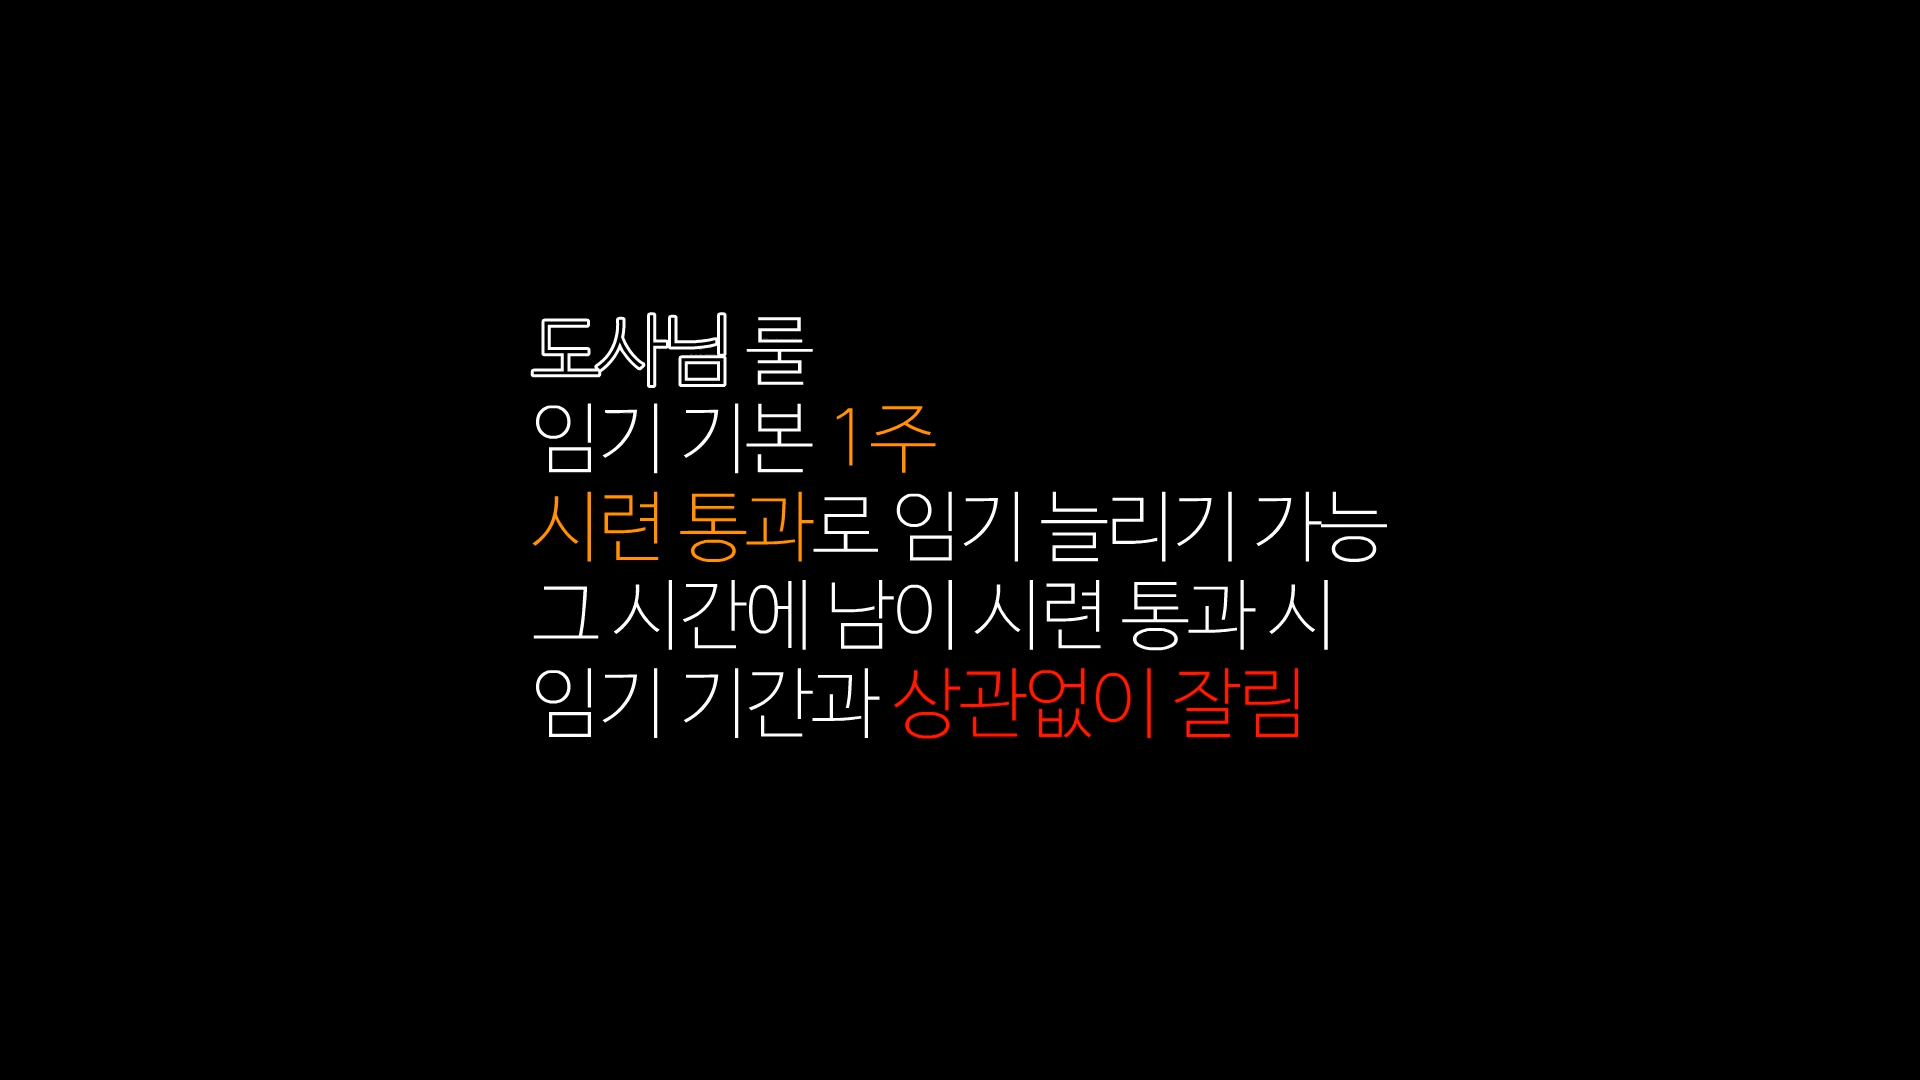 도사님 룰
임기 기본 1주
시련 통과로 임기 늘리기 가능
그 시간에 남이 시련 통과 시
임기 기간과 상관없이 잘림